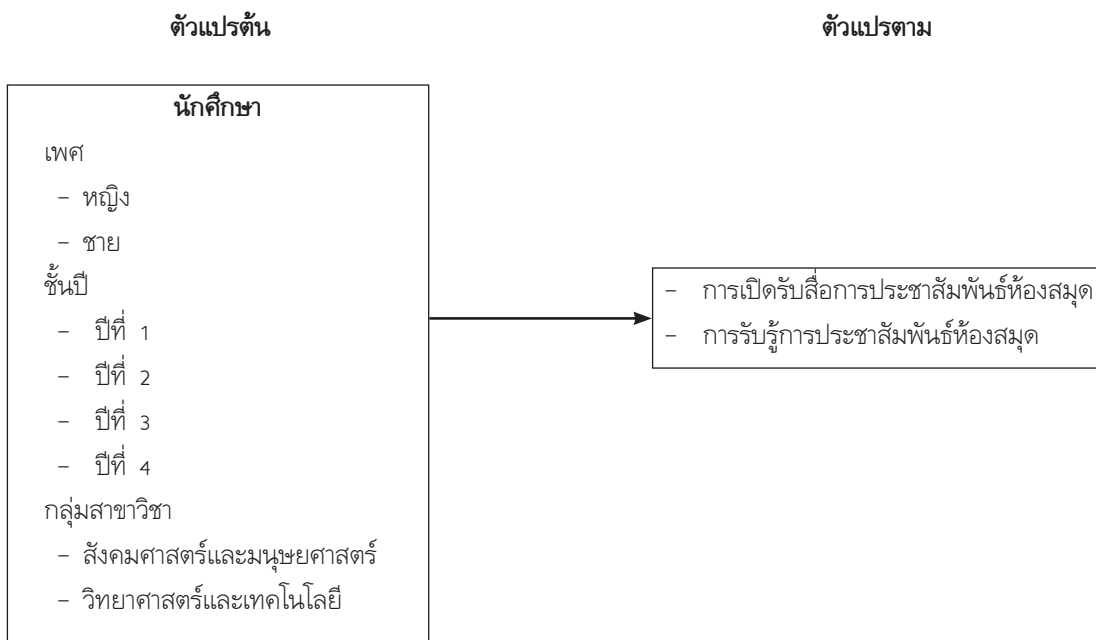 ตัวแปรต้น
ตัวแปรตาม
นักศึกษา
เพศ
– หญิง
– ชาย
ชั้นปี
– ปีที่ 1
– ปีที่ 2
– ปีที่ 3
– ปีที่ 4
กลุ่มสาขาวิชา
– สังคมศาสตร์และมนุษยศาสตร์
– วิทยาศาสตร์และเทคโนโลยี
– การเปิดรับสื่อการประชาสัมพันธ์ห้องสมุด
– การรับรู้การประชาสัมพันธ์ห้องสมุด